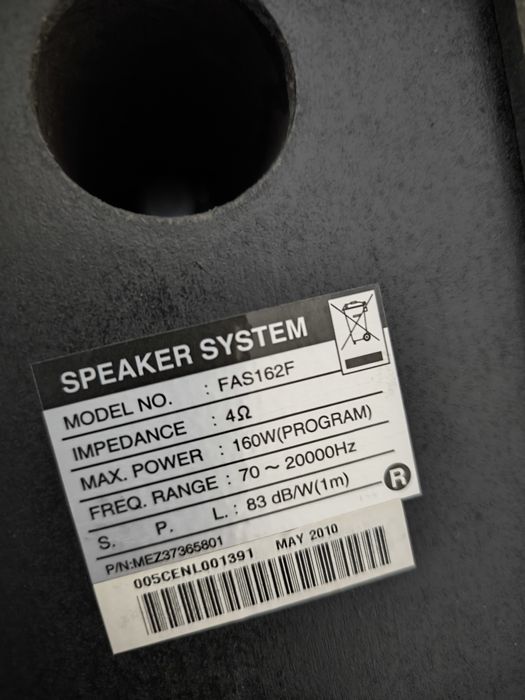 SPEAKER SYSTEM
MODEL NO. : FAS162F
IMPEDANCE : 4Ω
MAX. POWER : 160W(PROGRAM)
FREQ. RANGE : 70 ~ 20000Hz
S. P. L. : 83 dB/W(1m)
P/N:MEZ37365801
R
005CENL001391 MAY 2010